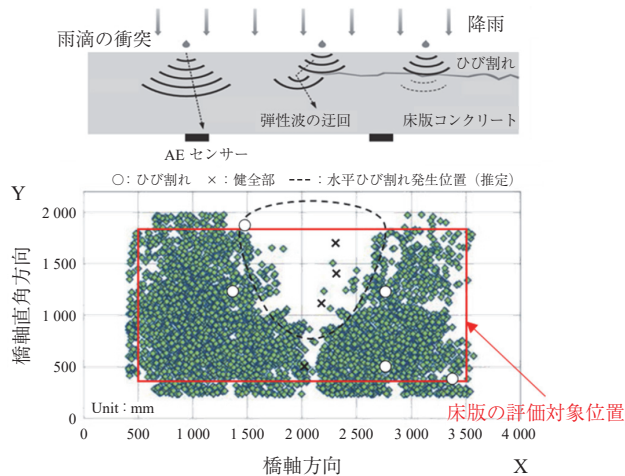 降雨
雨滴の衝突
ひび割れ
弾性波の迂回
床版コンクリート
AE センサー
○：ひび割れ ×：健全部 ---：水平ひび割れ発生位置（推定）
Y
2 000
1 500
1 000
500
0
橋軸直角方向
Unit：mm
床版の評価対象位置
0 500 1 000 1 500 2 000 2 500 3 000 3 500 4 000
橋軸方向
X